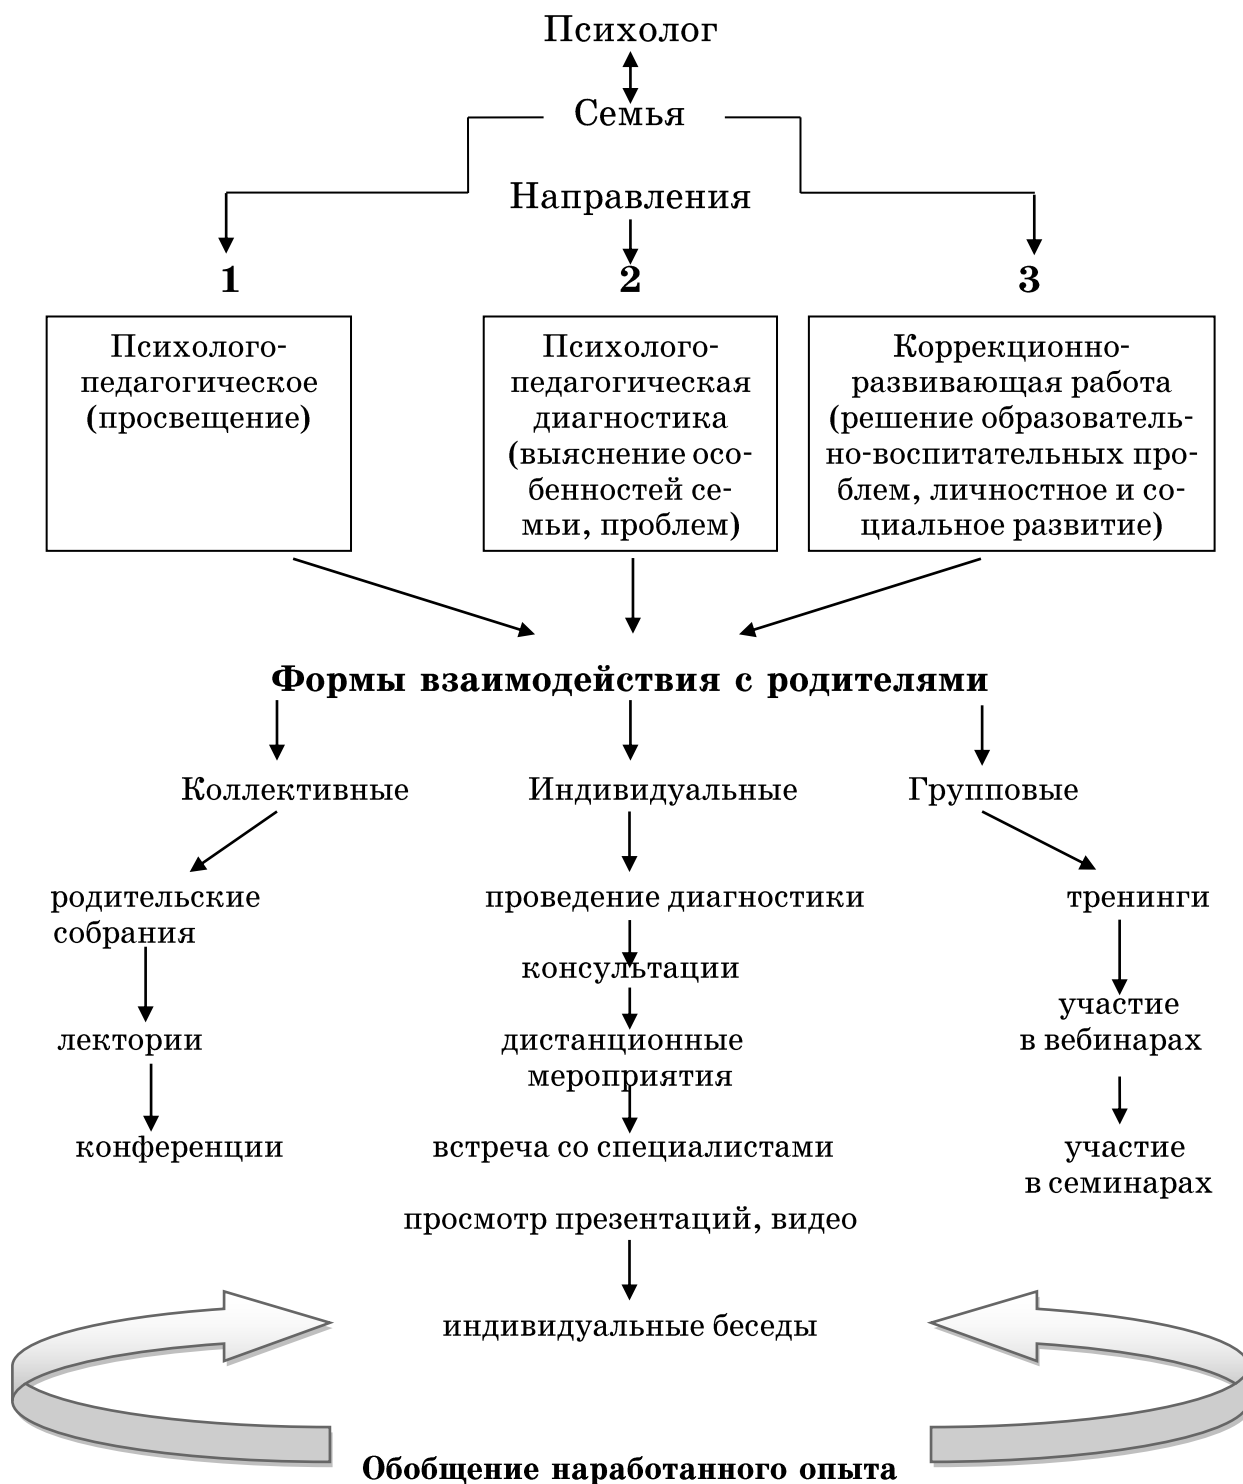 Психолог
Семья
Направления
1
2
3
Психолого-
педагогическое
(просвещение)
Психолого-
педагогическая
диагностика
(выяснение осо-
бенностей се-
мьи, проблем)
Коррекционно-
развивающая работа
(решение образователь-
но-воспитательных про-
блем, личностное и со-
циальное развитие)
Формы взаимодействия с родителями
Коллективные
Индивидуальные
Групповые
родительские
собрания
лектории
конференции
проведение диагностики
консультации
дистанционные
мероприятия
встреча со специалистами
просмотр презентаций, видео
индивидуальные беседы
тренинги
участие
в вебинарах
участие
в семинарах
Обобщение наработанного опыта